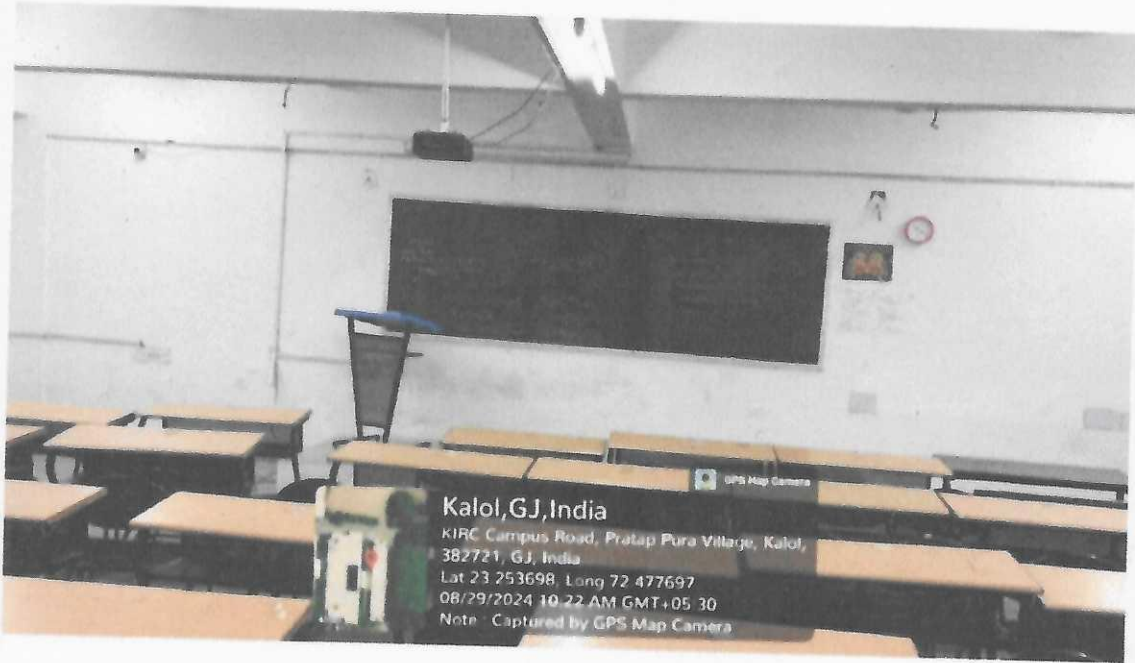 GPS Map Camera
Kalol,GJ,India
KIRC Campus Road, Pratap Pura Village, Kalol,
382721, GJ, India
Lat 23.253698, Long 72.477697
08/29/2024 10:22 AM GMT+05:30
Note : Captured by GPS Map Camera